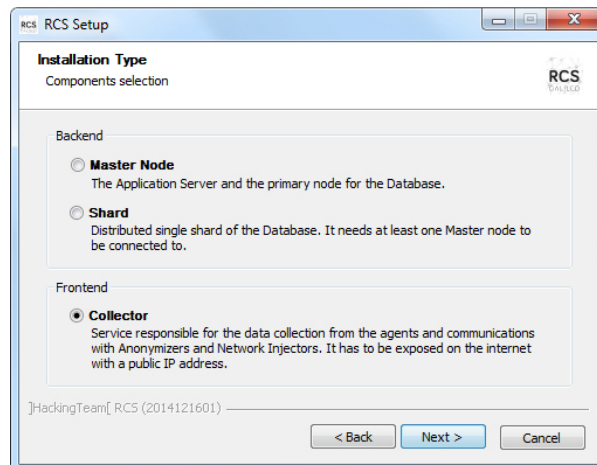 RCS RCS Setup
Installation Type
Components selection
RCS
GALILEO
Backend
Master Node
The Application Server and the primary node for the Database.
Shard
Distributed single shard of the Database. It needs at least one Master node to
be connected to.
Frontend
Collector
Service responsible for the data collection from the agents and communications
with Anonymizers and Network Injectors. It has to be exposed on the internet
with a public IP address.
]HackingTeam[ RCS (2014121601)
< Back Next > Cancel